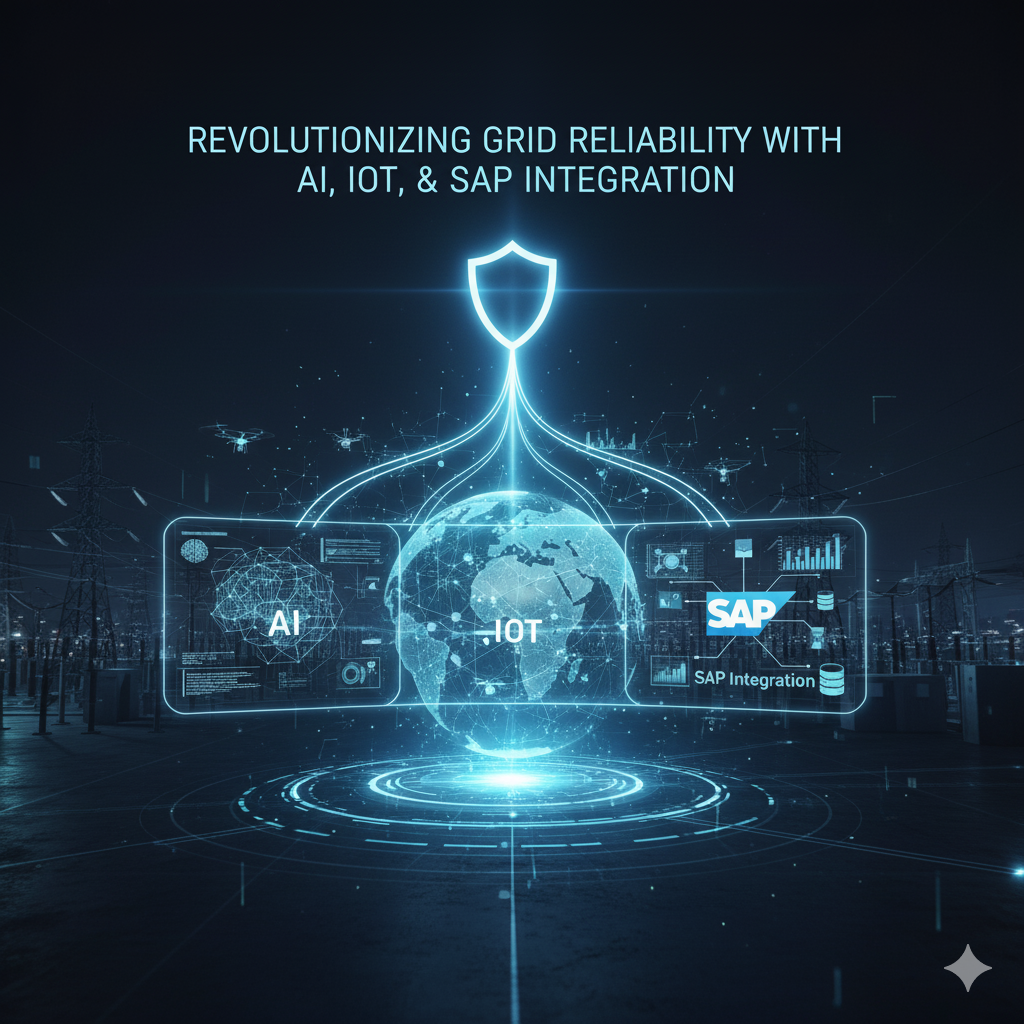 REVOLUTIONIZING GRID RELIABILITY WITH
AI, IOT, & SAP INTEGRATION
AI
IOT
SAP
SAP Integration